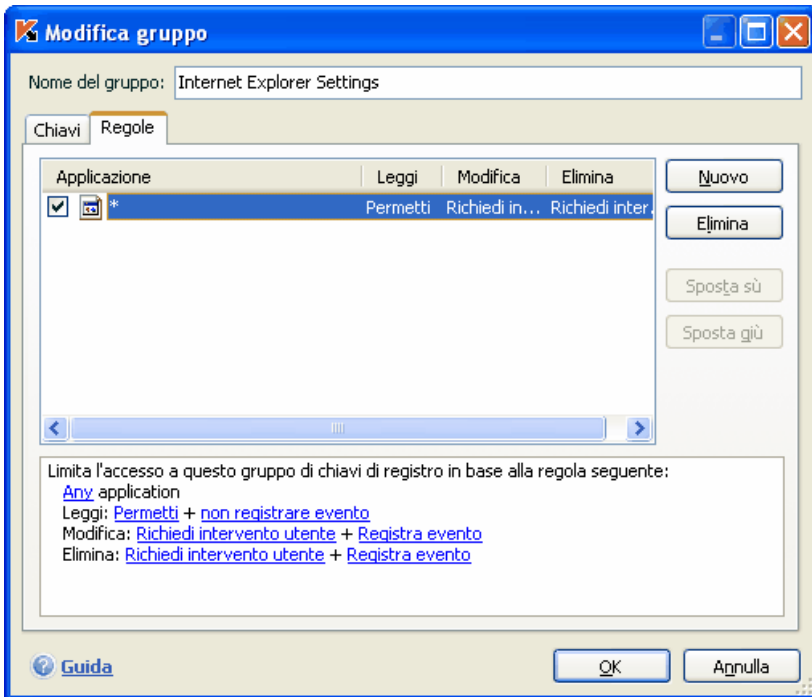 Modifica gruppo
Nome del gruppo: Internet Explorer Settings
Chiavi Regole
Applicazione Leggi Modifica Elimina
* Permetti Richiedi in... Richiedi inter.
Nuovo
Elimina
Sposta sù
Sposta giù
Limita l'accesso a questo gruppo di chiavi di registro in base alla regola seguente:
Any application
Leggi: Permetti + non registrare evento
Modifica: Richiedi intervento utente + Registra evento
Elimina: Richiedi intervento utente + Registra evento
Guida OK Annulla